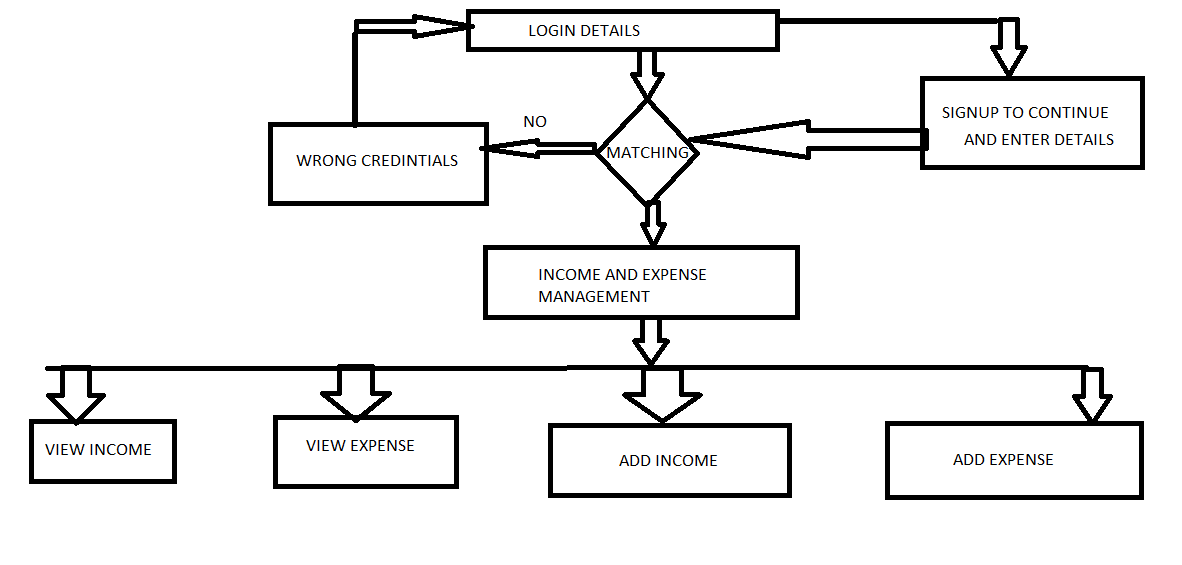 LOGIN DETAILS
SIGNUP TO CONTINUE
AND ENTER DETAILS
NO
MATCHING
WRONG CREDINTIALS
INCOME AND EXPENSE
MANAGEMENT
VIEW INCOME
VIEW EXPENSE
ADD INCOME
ADD EXPENSE